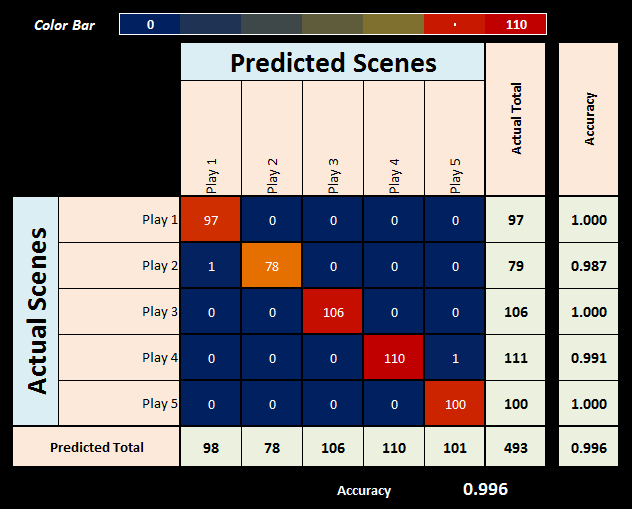 Color Bar 0 · 110
Predicted Scenes
Play 1 Play 2 Play 3 Play 4 Play 5 Actual Total Accuracy
Actual Scenes
Play 1 97 0 0 0 0 97 1.000
Play 2 1 78 0 0 0 79 0.987
Play 3 0 0 106 0 0 106 1.000
Play 4 0 0 0 110 1 111 0.991
Play 5 0 0 0 0 100 100 1.000
Predicted Total 98 78 106 110 101 493 0.996
Accuracy 0.996